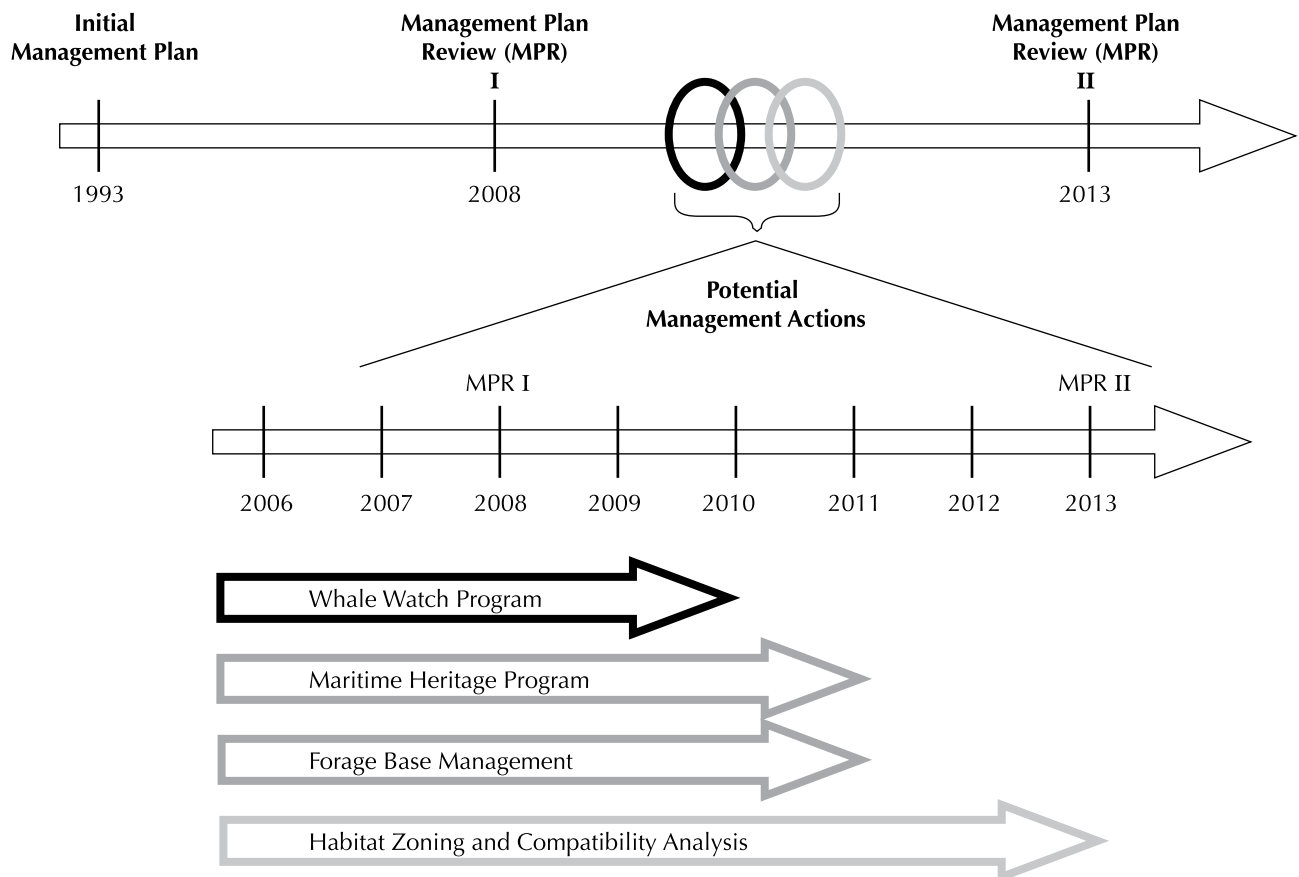 Initial
Management Plan
Management Plan
Review (MPR)
I
Management Plan
Review (MPR)
II
1993
2008
2013
Potential
Management Actions
MPR I
MPR II
2006
2007
2008
2009
2010
2011
2012
2013
Whale Watch Program
Maritime Heritage Program
Forage Base Management
Habitat Zoning and Compatibility Analysis